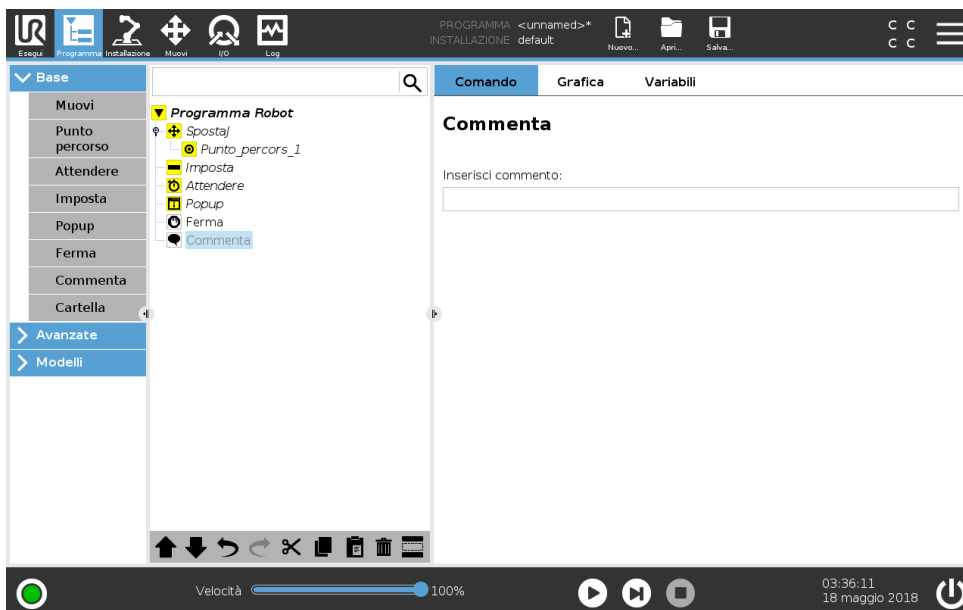 UR
PROGRAMMA <unnamed>*
INSTALLAZIONE default
Esegui Programma Installazione Muovi I/O Log
Nuovo... Apri... Salva...
C C
C C
Base
Muovi
Punto
percorso
Attendere
Imposta
Popup
Ferma
Commenta
Cartella
Avanzate
Modelli
Programma Robot
SpostaJ
Punto_percors_1
Imposta
Attendere
Popup
Ferma
Commenta
Comando Grafica Variabili
Commenta
Inserisci commento:
Velocità 100%
03:36:11
18 maggio 2018